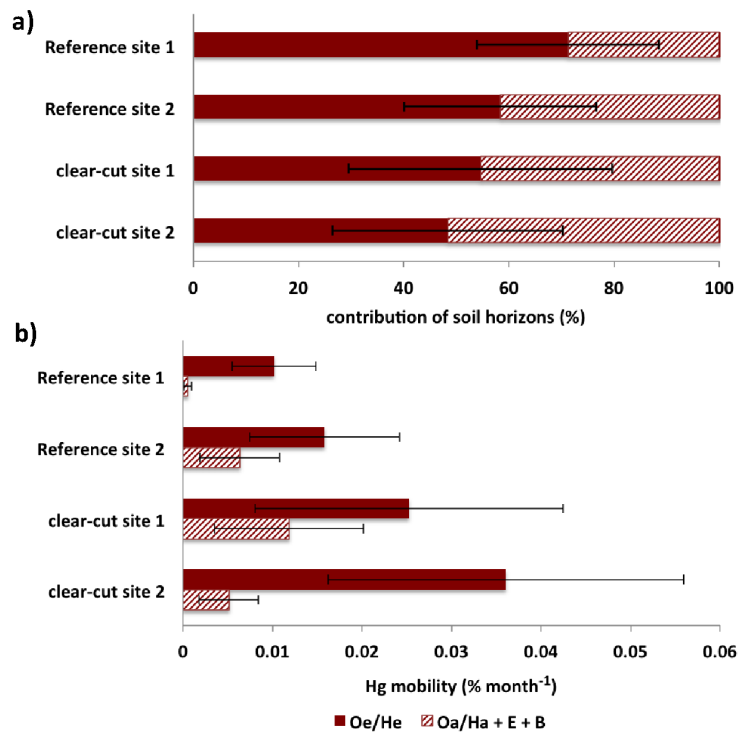 a)
Reference site 1
Reference site 2
clear-cut site 1
clear-cut site 2
0 20 40 60 80 100
contribution of soil horizons (%)
b)
Reference site 1
Reference site 2
clear-cut site 1
clear-cut site 2
0 0.01 0.02 0.03 0.04 0.05 0.06
Hg mobility (% month⁻¹)
Oe/He Oa/Ha + E + B